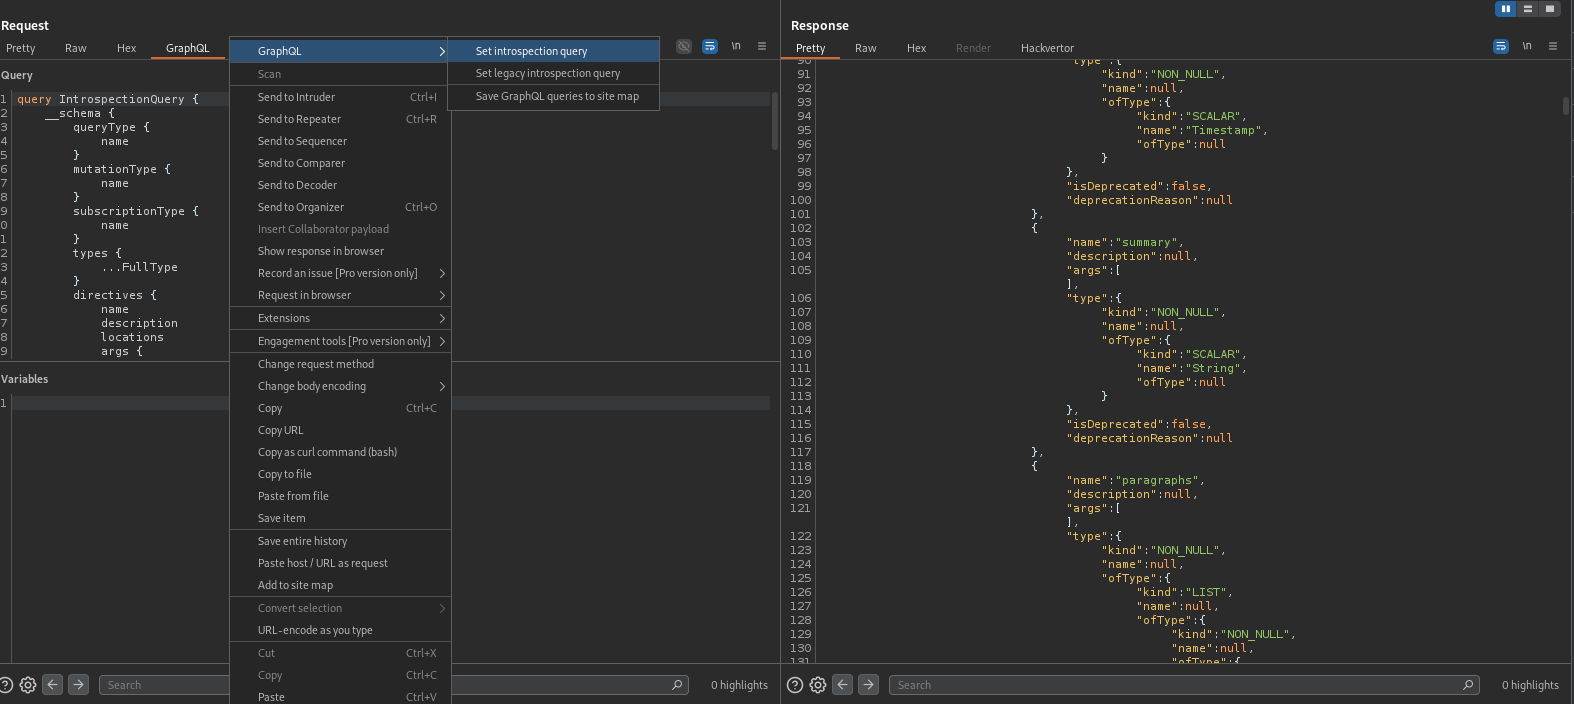 Request
Pretty Raw Hex GraphQL
\n
Query
1 query IntrospectionQuery {
2 __schema {
3 queryType {
4 name
5 }
6 mutationType {
7 name
8 }
9 subscriptionType {
0 name
1 }
2 types {
3 ...FullType
4 }
5 directives {
6 name
7 description
8 locations
9 args {
Variables
1
Search
0 highlights
GraphQL
Scan
Send to Intruder Ctrl+I
Send to Repeater Ctrl+R
Send to Sequencer
Send to Comparer
Send to Decoder
Send to Organizer Ctrl+O
Insert Collaborator payload
Show response in browser
Record an issue [Pro version only]
Request in browser
Extensions
Engagement tools [Pro version only]
Change request method
Change body encoding
Copy Ctrl+C
Copy URL
Copy as curl command (bash)
Copy to file
Paste from file
Save item
Save entire history
Paste host / URL as request
Add to site map
Convert selection
URL-encode as you type
Cut Ctrl+X
Copy Ctrl+C
Paste Ctrl+V
Set introspection query
Set legacy introspection query
Save GraphQL queries to site map
Response
Pretty Raw Hex Render Hackvertor
\n
90 "type":{
91 "kind":"NON_NULL",
92 "name":null,
93 "ofType":{
94 "kind":"SCALAR",
95 "name":"Timestamp",
96 "ofType":null
97 }
98 },
99 "isDeprecated":false,
100 "deprecationReason":null
101 },
102 {
103 "name":"summary",
104 "description":null,
105 "args":[
],
106 "type":{
107 "kind":"NON_NULL",
108 "name":null,
109 "ofType":{
110 "kind":"SCALAR",
111 "name":"String",
112 "ofType":null
113 }
114 },
115 "isDeprecated":false,
116 "deprecationReason":null
117 },
118 {
119 "name":"paragraphs",
120 "description":null,
121 "args":[
],
122 "type":{
123 "kind":"NON_NULL",
124 "name":null,
125 "ofType":{
126 "kind":"LIST",
127 "name":null,
128 "ofType":{
129 "kind":"NON_NULL",
130 "name":null,
131 "ofType":{
Search
0 highlights